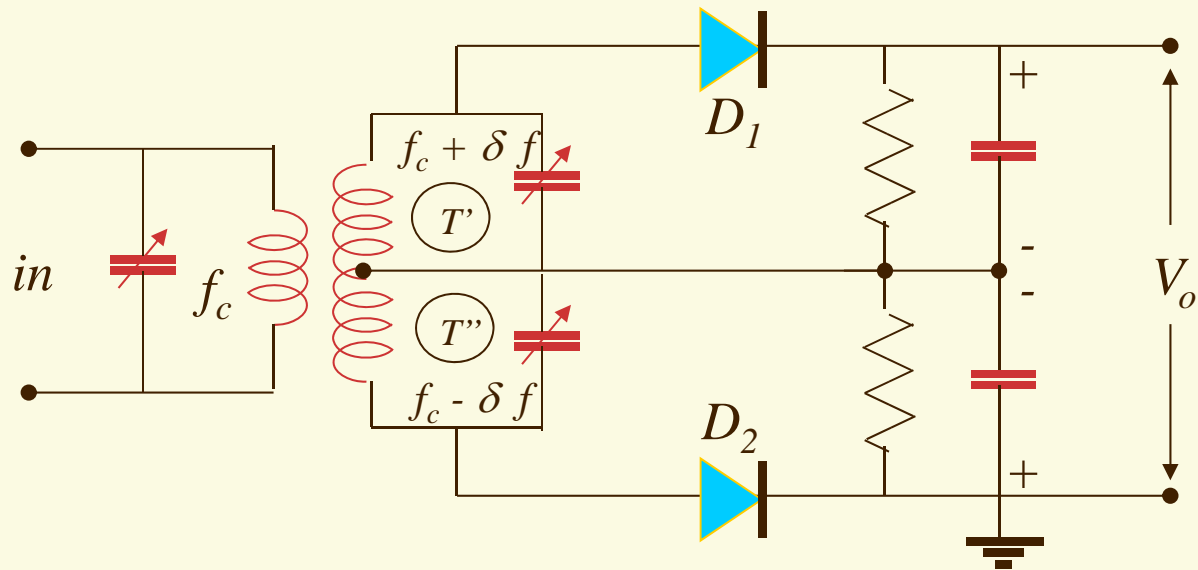 D1
+
fc + δ f
T’
in
fc
-
-
Vo
T”
fc - δ f
D2
+